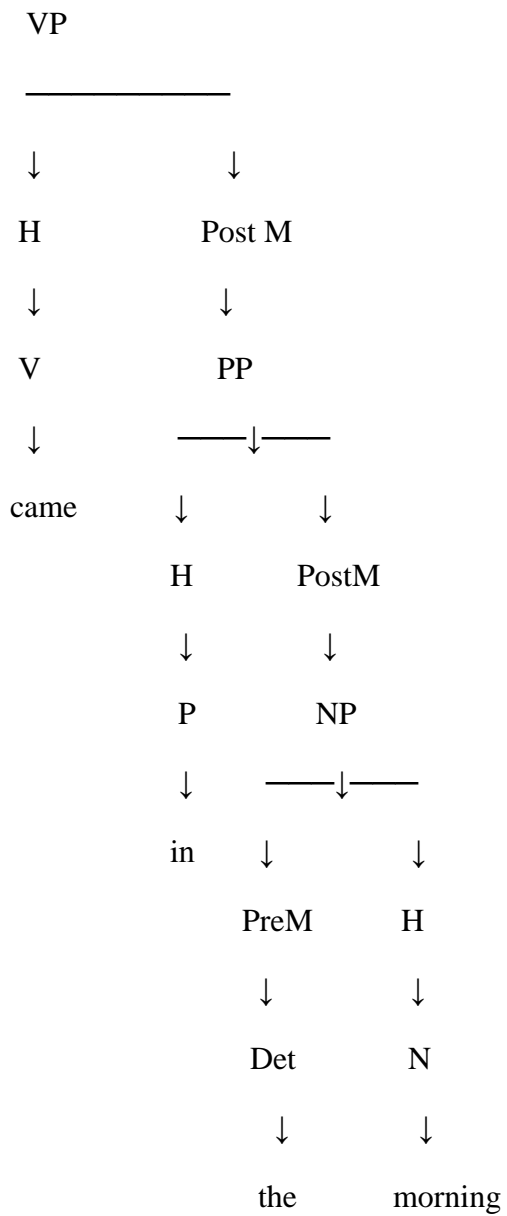 VP
↓ ↓
H Post M
↓ ↓
V PP
↓ ↓
came ↓ ↓
H PostM
↓ ↓
P NP
↓ ↓
in ↓ ↓
PreM H
↓ ↓
Det N
↓ ↓
the morning